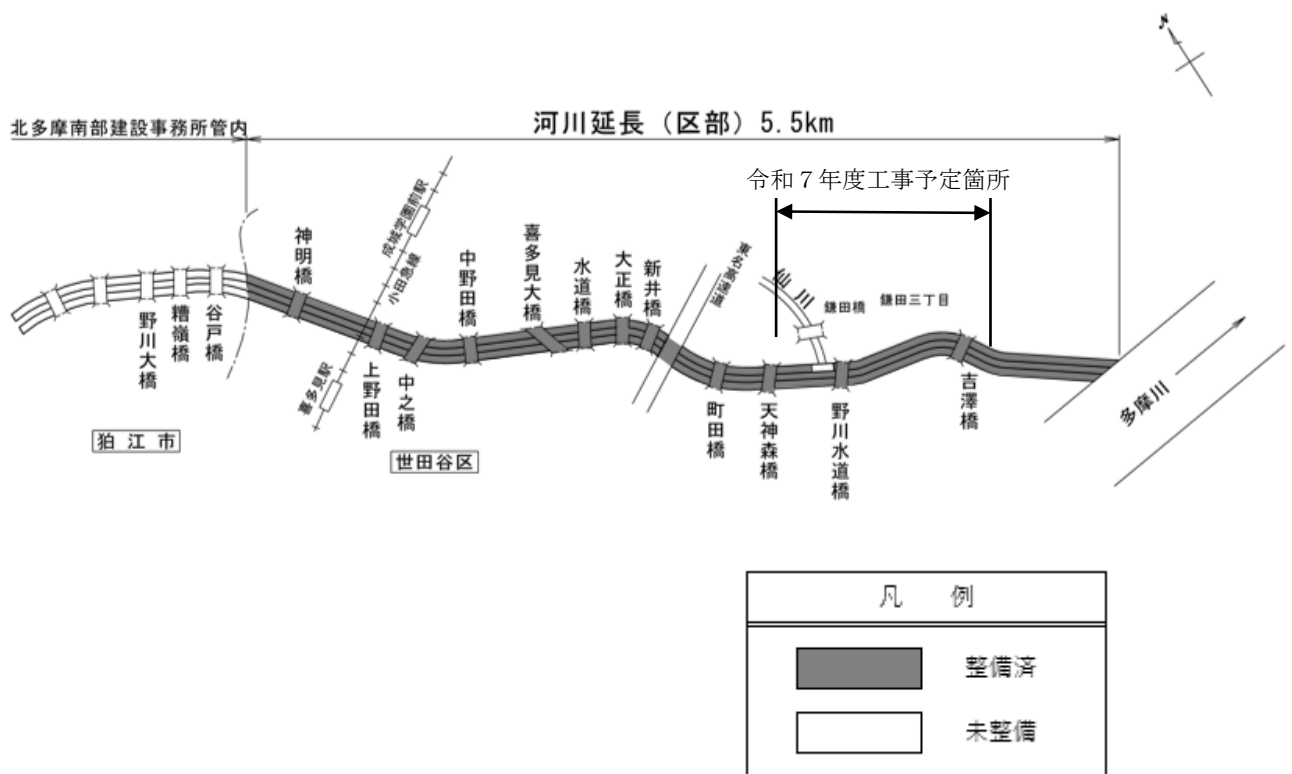 N
北多摩南部建設事務所管内
河川延長（区部）5.5km
令和７年度工事予定箇所
成城学園前駅
小田急線
喜多見駅
神明橋
中野田橋
喜多見大橋
水道橋
大正橋
新井橋
東名高速道
仙川
鎌田橋
鎌田三丁目
野川大橋
糟嶺橋
谷戸橋
上野田橋
中之橋
町田橋
天神森橋
野川水道橋
吉澤橋
多摩川
狛江市
世田谷区
凡例
整備済
未整備